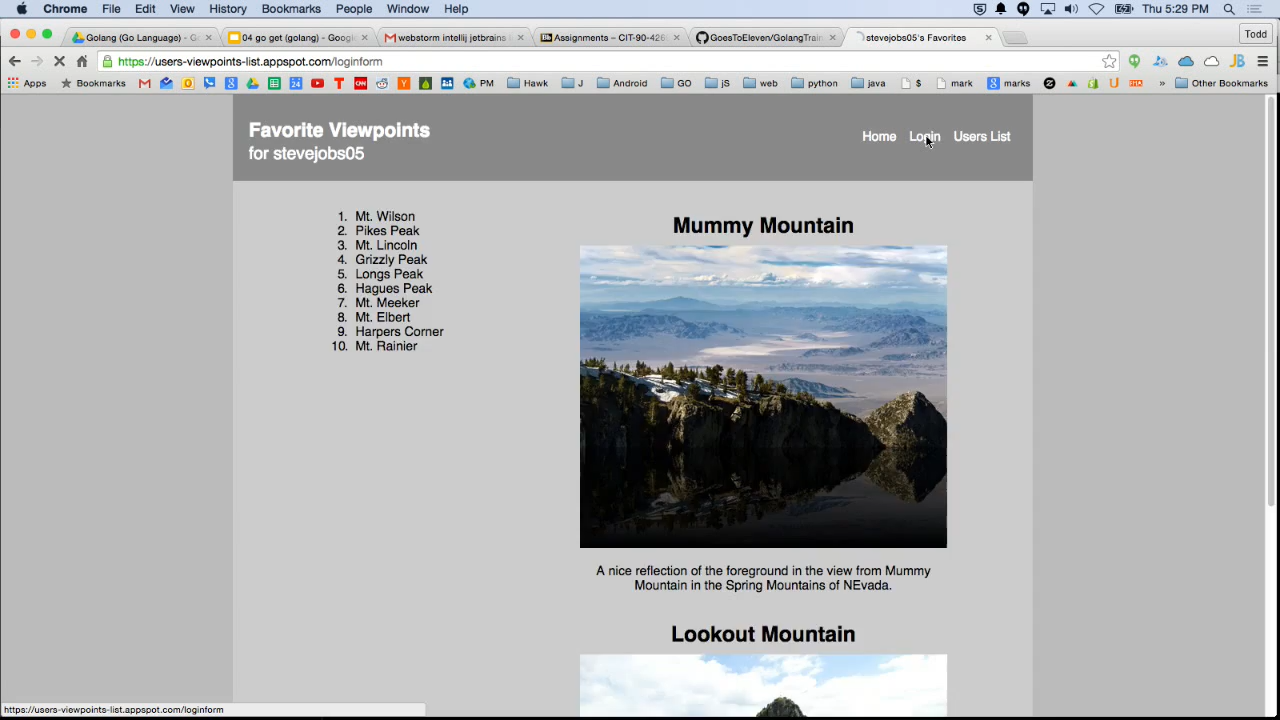 Chrome File Edit View History Bookmarks People Window Help Thu 5:29 PM
Golang (Go Language) - Go
04 go get (golang) - Google
webstorm intellij jetbrains i
Bb Assignments – CIT-90-426
GoesToEleven/GolangTrain
stevejobs05's Favorites
Todd
https://users-viewpoints-list.appspot.com/loginform
Apps Bookmarks PM Hawk J Android GO jS web python java $ mark marks Other Bookmarks
Favorite Viewpoints
for stevejobs05
Home Login Users List
1. Mt. Wilson
2. Pikes Peak
3. Mt. Lincoln
4. Grizzly Peak
5. Longs Peak
6. Hagues Peak
7. Mt. Meeker
8. Mt. Elbert
9. Harpers Corner
10. Mt. Rainier
Mummy Mountain
A nice reflection of the foreground in the view from Mummy
Mountain in the Spring Mountains of NEvada.
Lookout Mountain
https://users-viewpoints-list.appspot.com/loginform